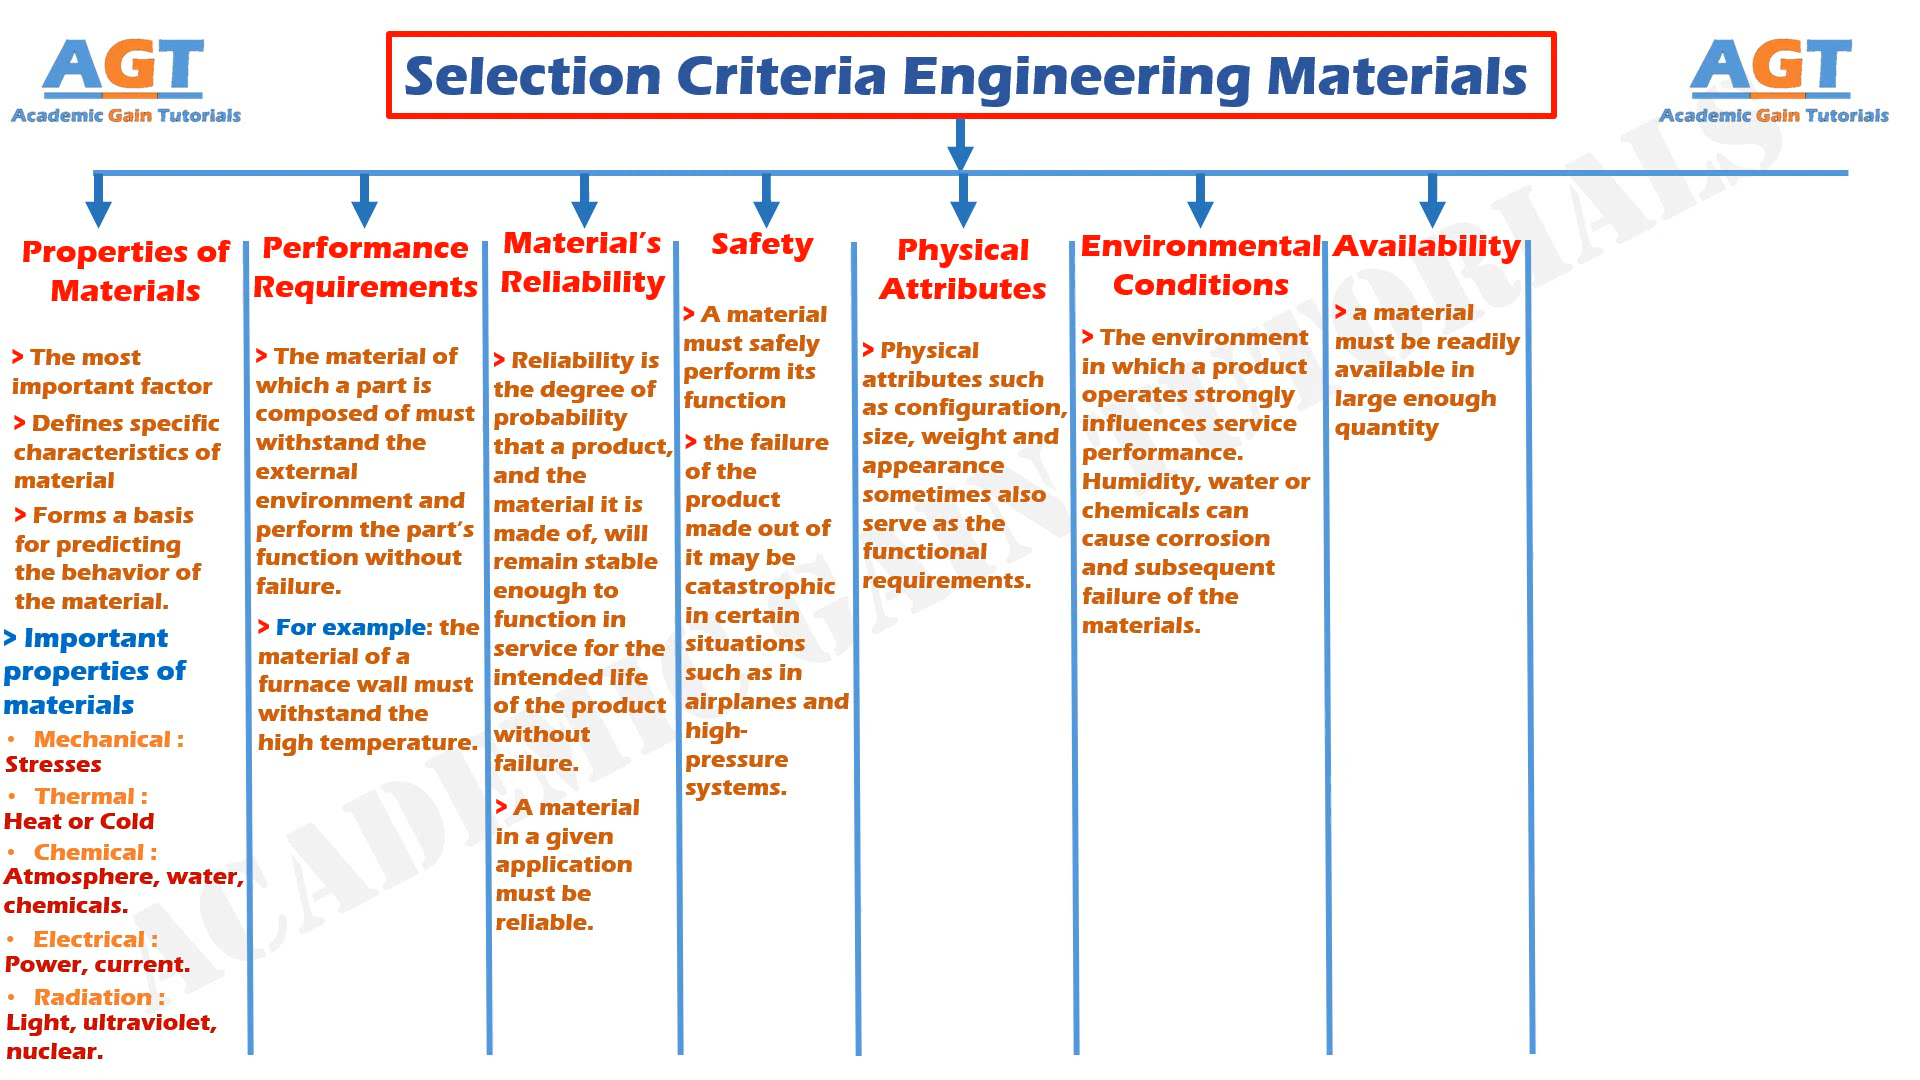 AGT
Academic Gain Tutorials
Selection Criteria Engineering Materials
AGT
Academic Gain Tutorials
Properties of
Materials
> The most
important factor
> Defines specific
characteristics of
material
> Forms a basis
for predicting
the behavior of
the material.
> Important
properties of
materials
• Mechanical :
Stresses
• Thermal :
Heat or Cold
• Chemical :
Atmosphere, water,
chemicals.
• Electrical :
Power, current.
• Radiation :
Light, ultraviolet,
nuclear.
Performance
Requirements
> The material of
which a part is
composed of must
withstand the
external
environment and
perform the part's
function without
failure.
> For example: the
material of a
furnace wall must
withstand the
high temperature.
Material's
Reliability
> Reliability is
the degree of
probability
that a product,
and the
material it is
made of, will
remain stable
enough to
function in
service for the
intended life
of the product
without
failure.
> A material
in a given
application
must be
reliable.
Safety
> A material
must safely
perform its
function
> the failure
of the
product
made out of
it may be
catastrophic
in certain
situations
such as in
airplanes and
high-
pressure
systems.
Physical
Attributes
> Physical
attributes such
as configuration,
size, weight and
appearance
sometimes also
serve as the
functional
requirements.
Environmental
Conditions
> The environment
in which a product
operates strongly
influences service
performance.
Humidity, water or
chemicals can
cause corrosion
and subsequent
failure of the
materials.
Availability
> a material
must be readily
available in
large enough
quantity
ACADEMIC GAIN TUTORIALS